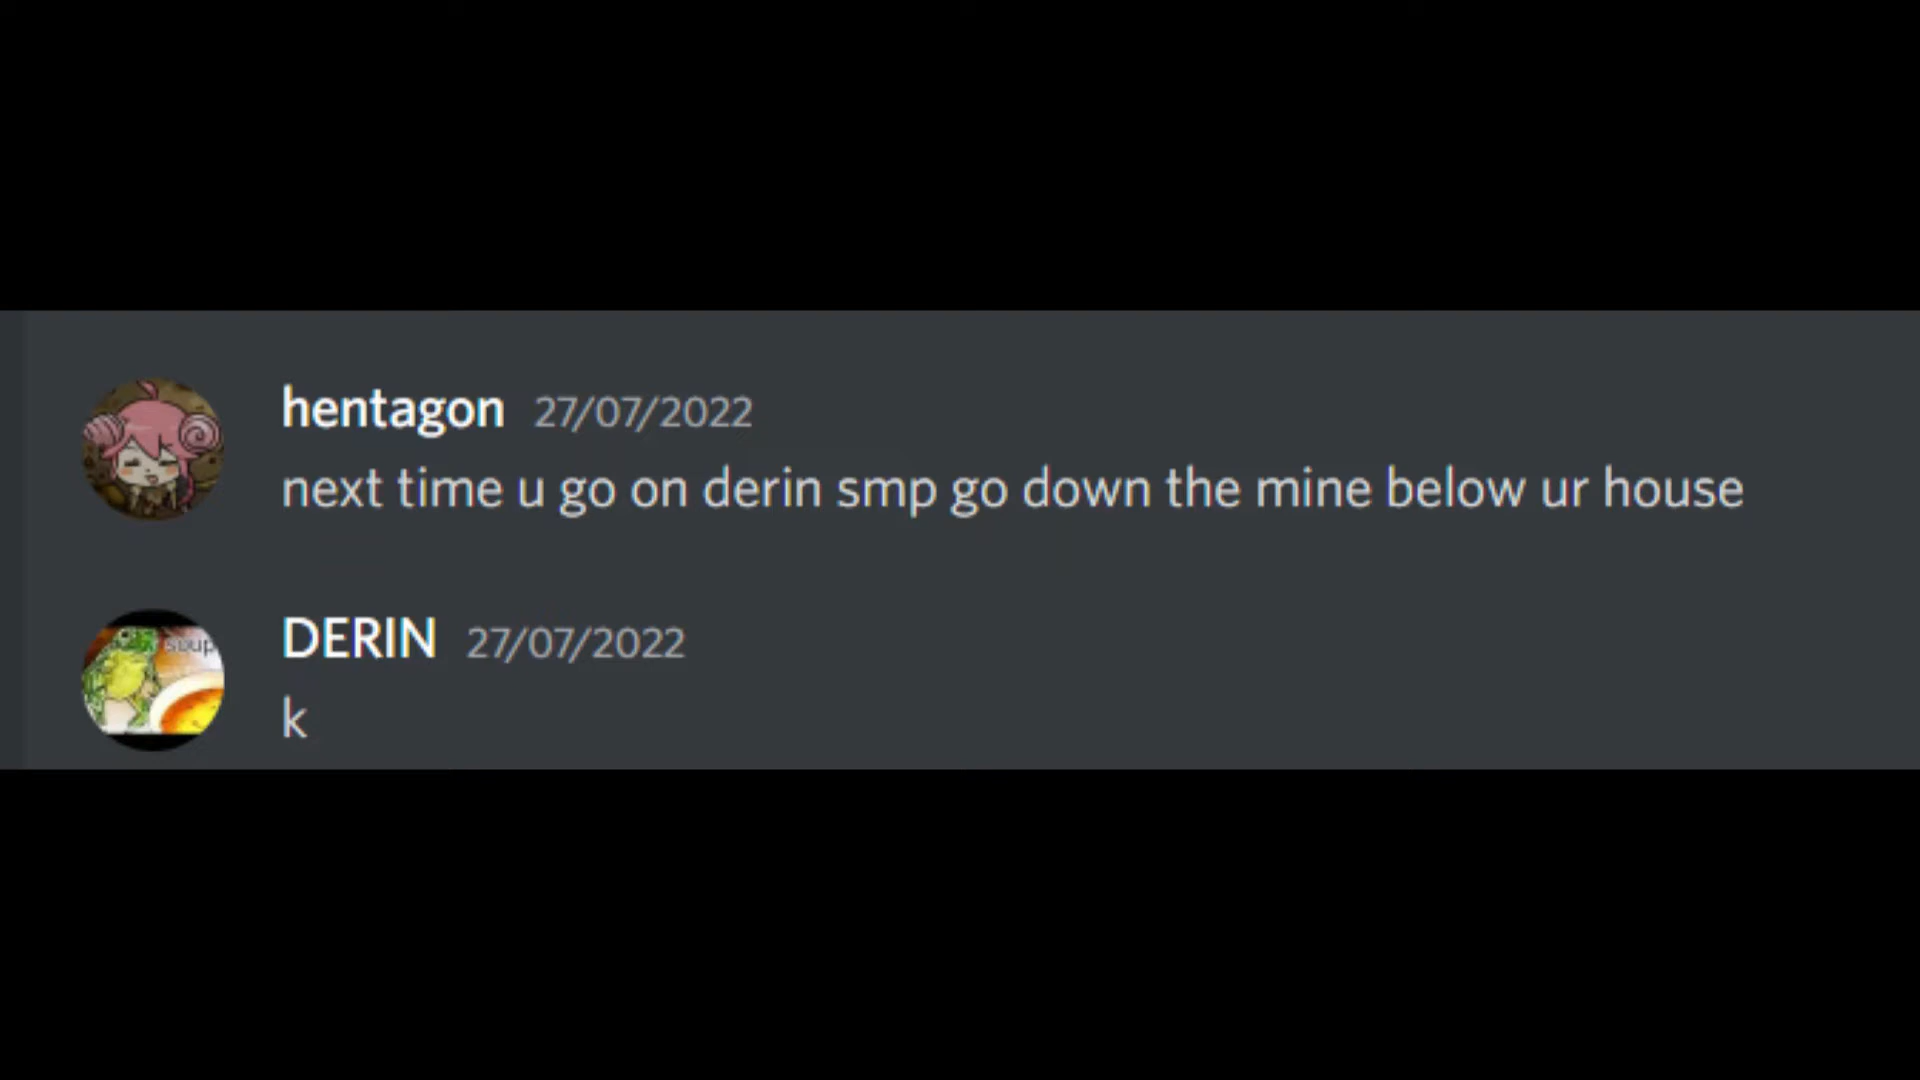 hentagon 27/07/2022
next time u go on derin smp go down the mine below ur house
soup
DERIN 27/07/2022
k